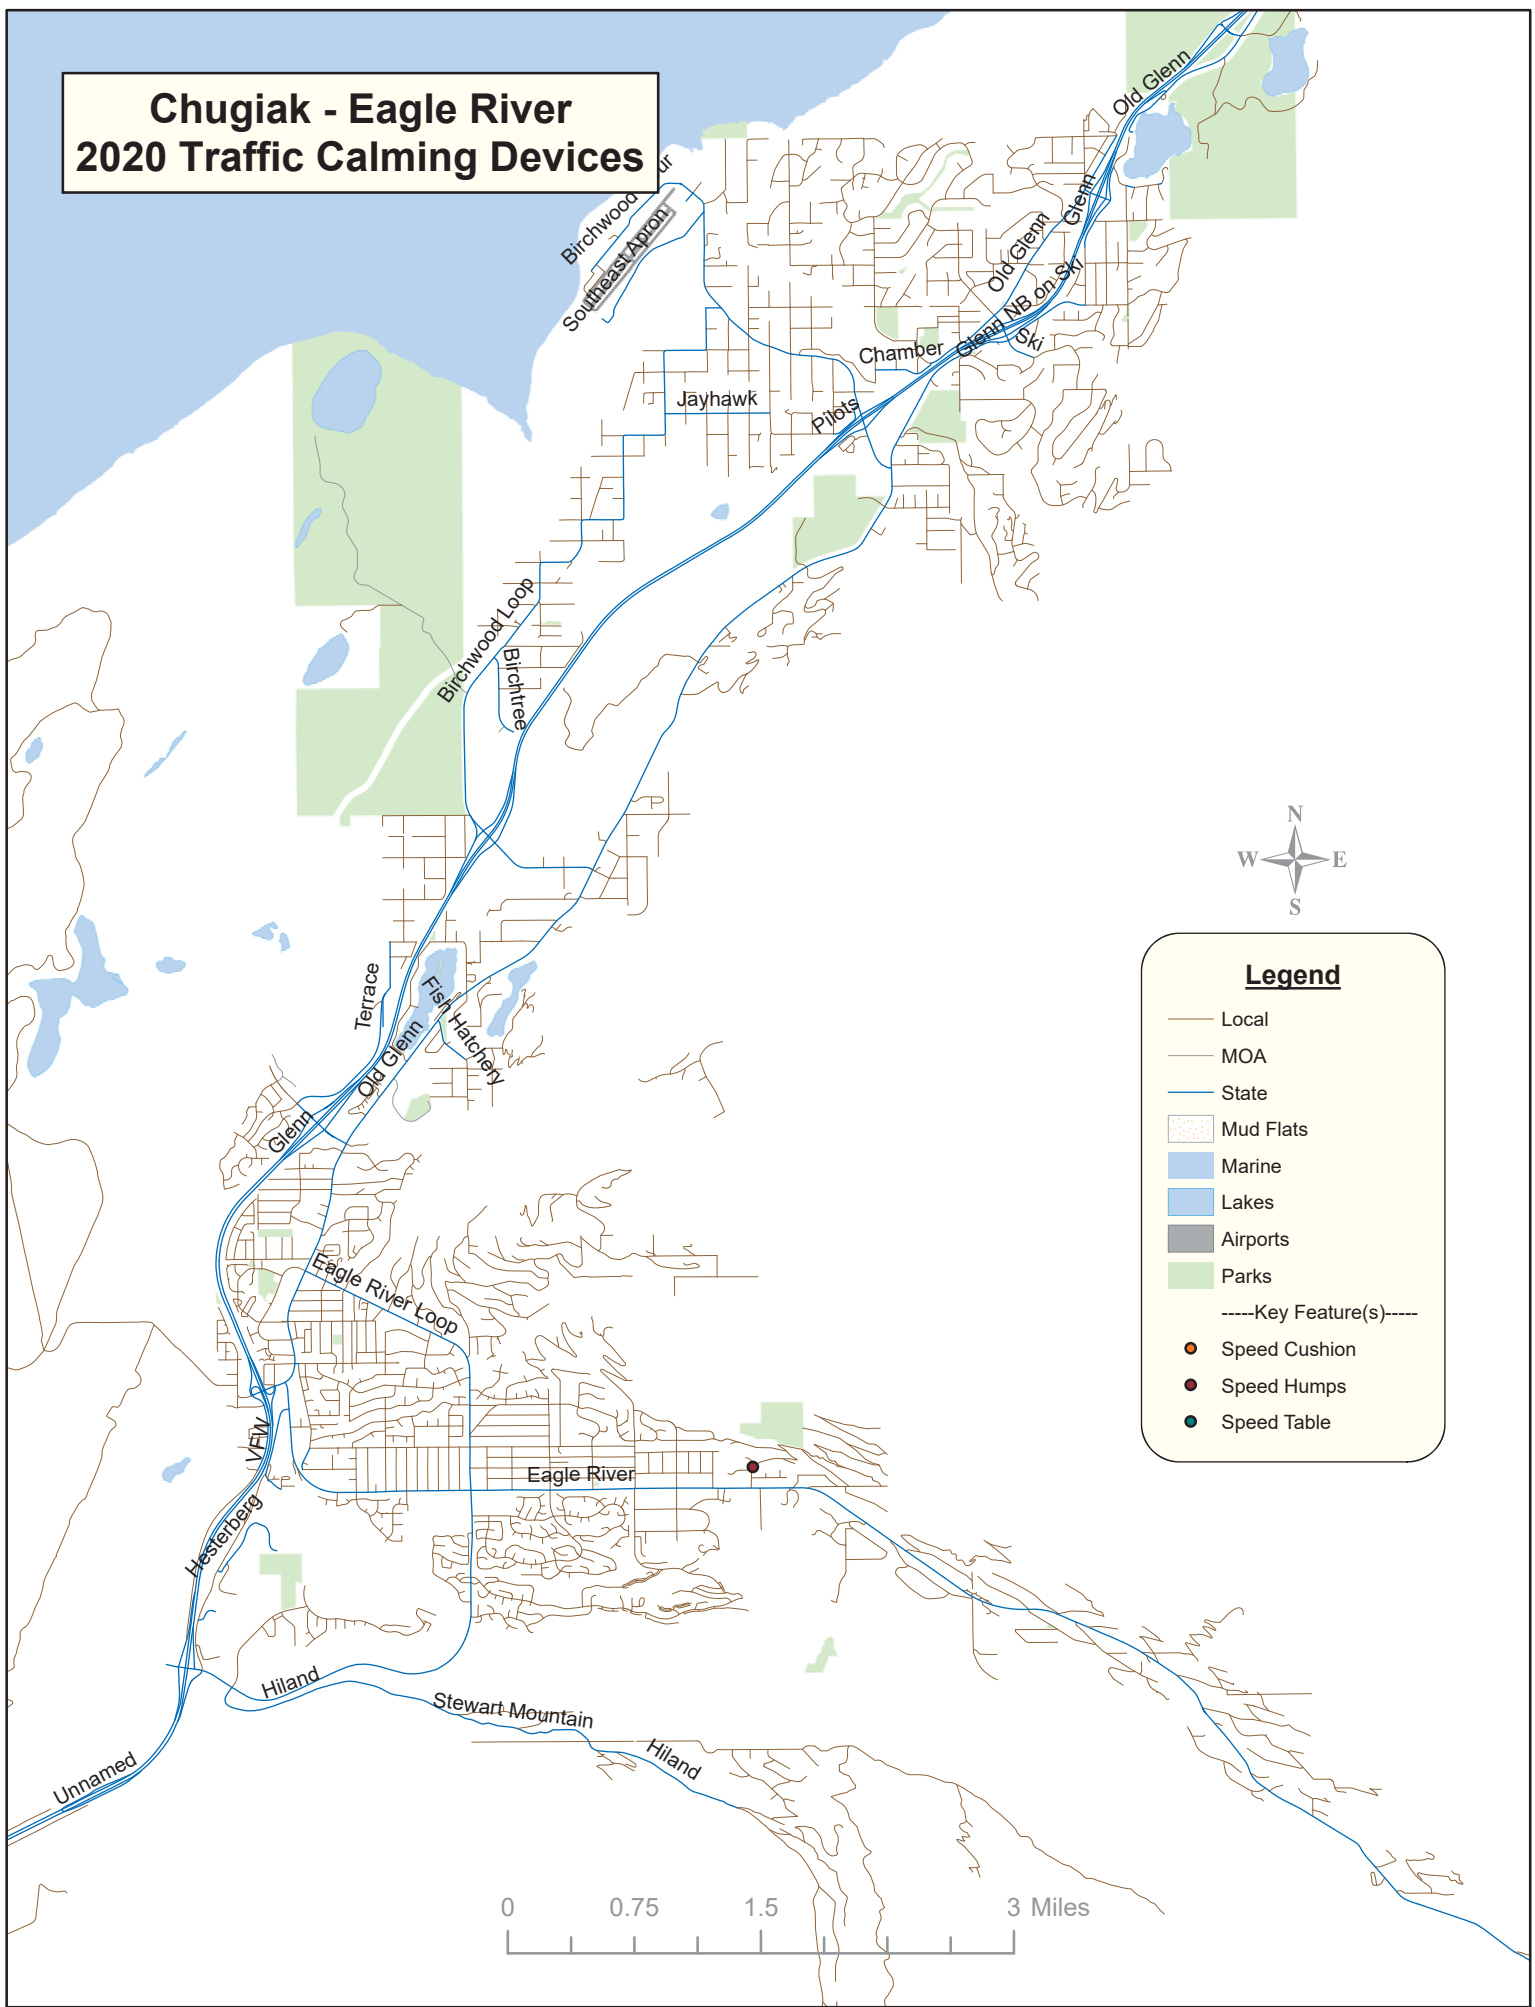 Chugiak - Eagle River
2020 Traffic Calming Devices
Old Glenn
Birchwood
ur
Southeast Apron
Glenn
Old Glenn
Glenn NB on Ski
Ski
Chamber
Jayhawk
Pilots
Birchwood Loop
Birchtree
N
W
E
S
Terrace
Fish Hatchery
Old Glenn
Glenn
Eagle River Loop
VFW
Eagle River
Hesterberg
Hiland
Stewart Mountain
Hiland
Unnamed
Legend
Local
MOA
State
Mud Flats
Marine
Lakes
Airports
Parks
-----Key Feature(s)-----
Speed Cushion
Speed Humps
Speed Table
0 0.75 1.5 3 Miles